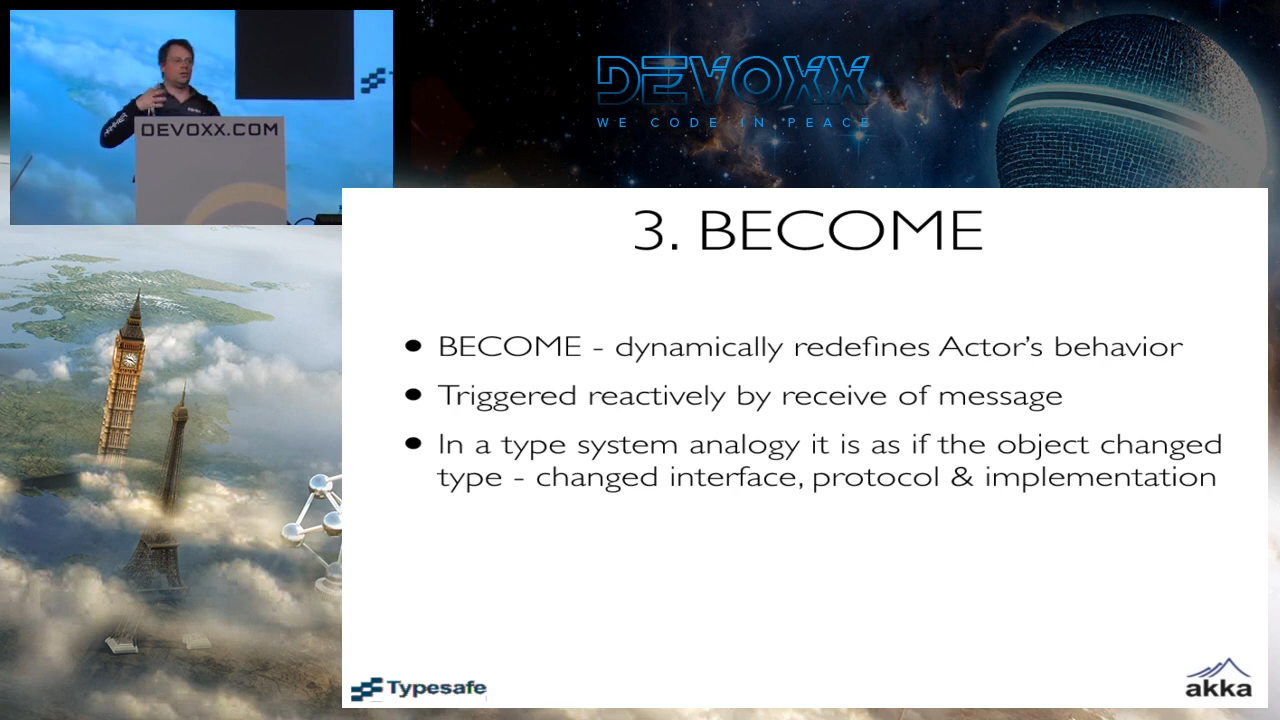 DEVOXX.COM
DEVOXX
WE CODE IN PEACE
3. BECOME
• BECOME - dynamically redefines Actor's behavior
• Triggered reactively by receive of message
• In a type system analogy it is as if the object changed
type - changed interface, protocol & implementation
Typesafe
akka